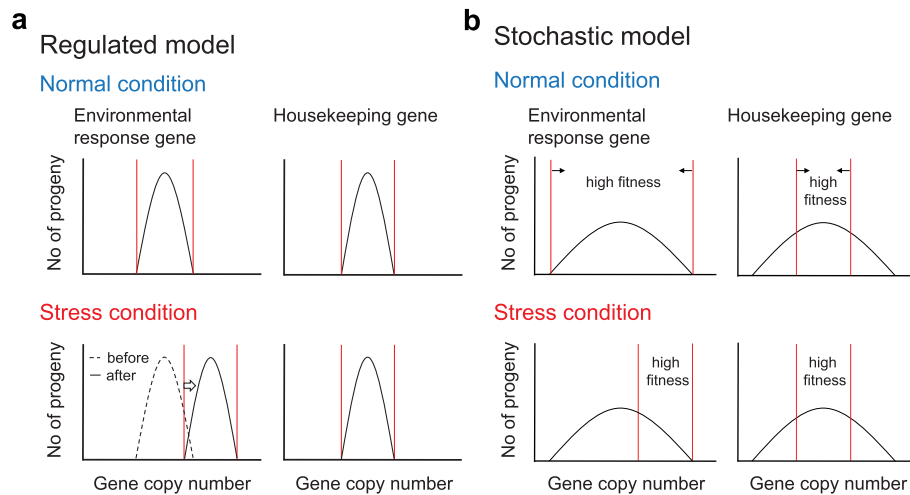 a
Regulated model
Normal condition
Environmental
response gene
Housekeeping gene
No of progeny
Stress condition
before
after
No of progeny
Gene copy number
Gene copy number
b
Stochastic model
Normal condition
Environmental
response gene
Housekeeping gene
No of progeny
high fitness
high
fitness
Stress condition
No of progeny
high
fitness
high
fitness
Gene copy number
Gene copy number